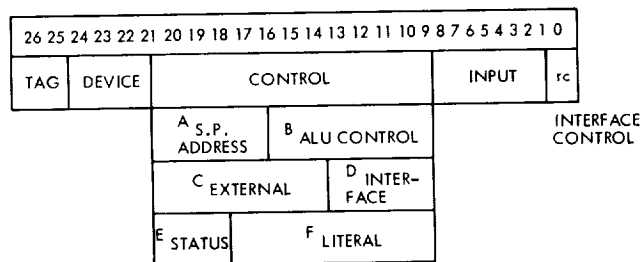 26 25 24 23 22 21 20 19 18 17 16 15 14 13 12 11 10 9 8 7 6 5 4 3 2 1 0
TAG DEVICE CONTROL INPUT rc
A S.P. ADDRESS
B ALU CONTROL
INTERFACE
CONTROL
C EXTERNAL
D INTER-
FACE
E STATUS
F LITERAL